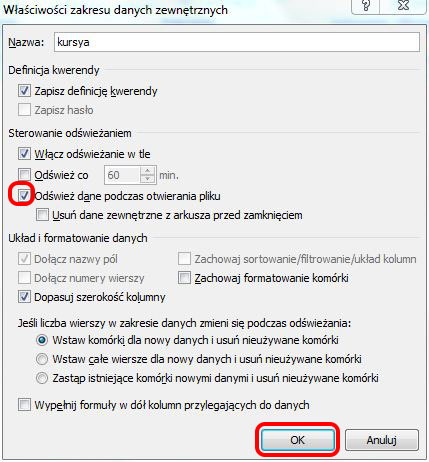 Właściwości zakresu danych zewnętrznych
Nazwa: kursya
Definicja kwerendy
Zapisz definicję kwerendy
Zapisz hasło
Sterowanie odświeżaniem
Włącz odświeżanie w tle
Odśwież co 60 min.
Odśwież dane podczas otwierania pliku
Usuń dane zewnętrzne z arkusza przed zamknięciem
Układ i formatowanie danych
Dołącz nazwy pól Zachowaj sortowanie/filtrowanie/układ kolumn
Dołącz numery wierszy Zachowaj formatowanie komórki
Dopasuj szerokość kolumny
Jeśli liczba wierszy w zakresie danych zmieni się podczas odświeżania:
Wstaw komórki dla nowy danych i usuń nieużywane komórki
Wstaw całe wiersze dla nowy danych i usuń nieużywane komórki
Zastąp istniejące komórki nowymi danymi i usuń nieużywane komórki
Wypełnij formuły w dół kolumn przylegających do danych
OK Anuluj